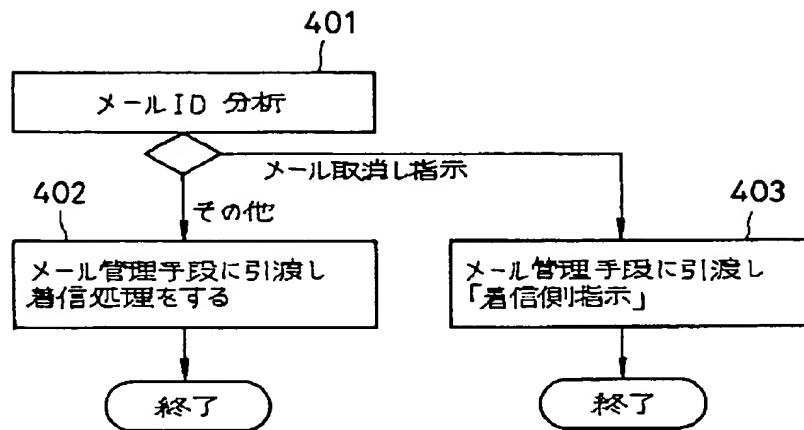 401
メールID 分析
メール取消し指示
402
その他
403
メール管理手段に引渡し
着信処理をする
メール管理手段に引渡し
「着信側指示」
終了
終了